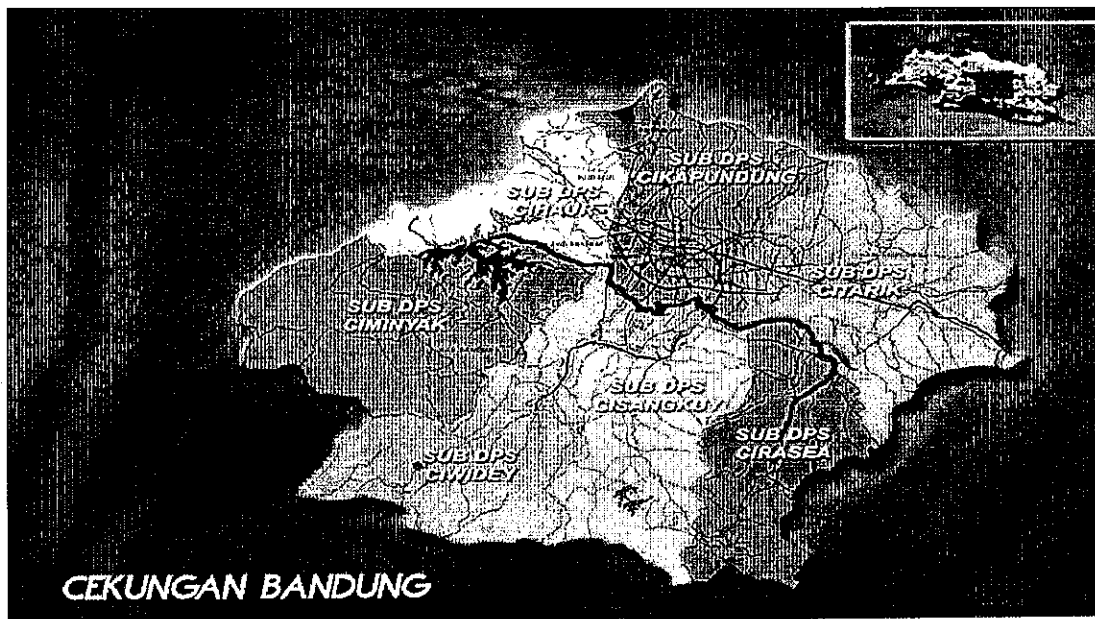 SUB DPS
CIKAPUNDUNG
SUB DPS
SUB DPS
CITARIK
SUB DPS
CIMINYAK
SUB DPS
CISANGKUY
SUB DPS
CIRASEA
SUB DPS
CIWIDEY
CEKUNGAN BANDUNG